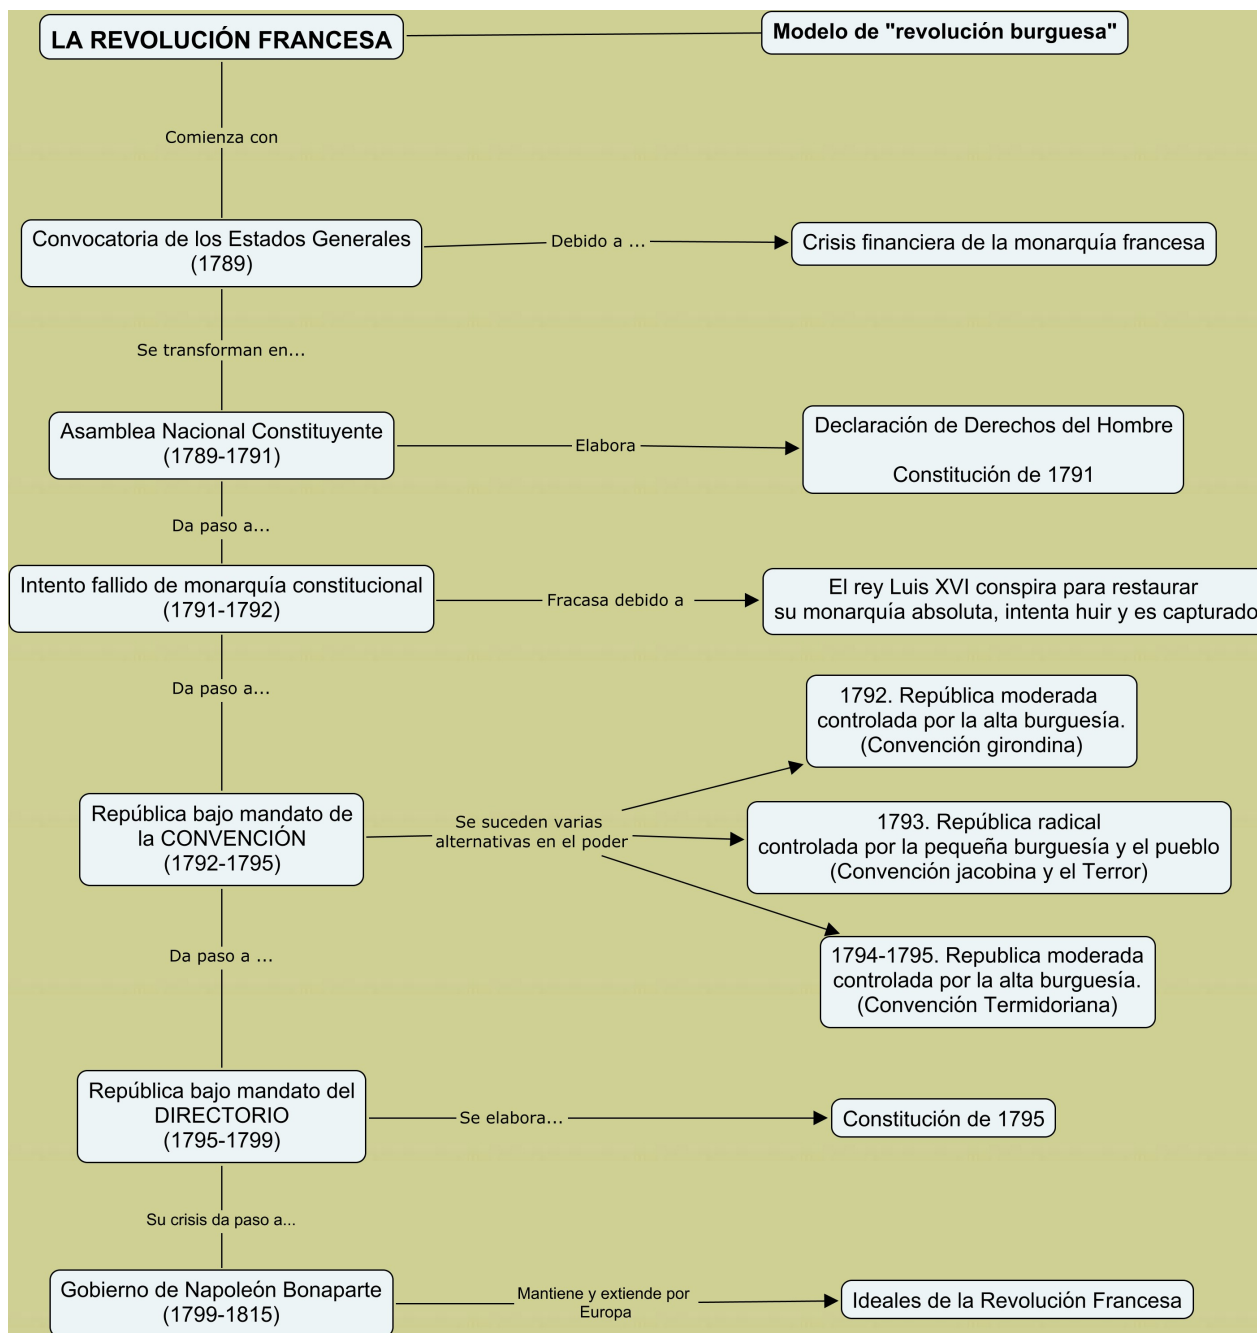 LA REVOLUCIÓN FRANCESA
Modelo de "revolución burguesa"
Comienza con
Convocatoria de los Estados Generales
(1789)
Debido a ...
Crisis financiera de la monarquía francesa
Se transforman en...
Asamblea Nacional Constituyente
(1789-1791)
Elabora
Declaración de Derechos del Hombre
Constitución de 1791
Da paso a...
Intento fallido de monarquía constitucional
(1791-1792)
Fracasa debido a
El rey Luis XVI conspira para restaurar
su monarquía absoluta, intenta huir y es capturado
Da paso a...
República bajo mandato de
la CONVENCIÓN
(1792-1795)
Se suceden varias
alternativas en el poder
1792. República moderada
controlada por la alta burguesía.
(Convención girondina)
1793. República radical
controlada por la pequeña burguesía y el pueblo
(Convención jacobina y el Terror)
1794-1795. Republica moderada
controlada por la alta burguesía.
(Convención Termidoriana)
Da paso a ...
República bajo mandato del
DIRECTORIO
(1795-1799)
Se elabora...
Constitución de 1795
Su crisis da paso a...
Gobierno de Napoleón Bonaparte
(1799-1815)
Mantiene y extiende por
Europa
Ideales de la Revolución Francesa